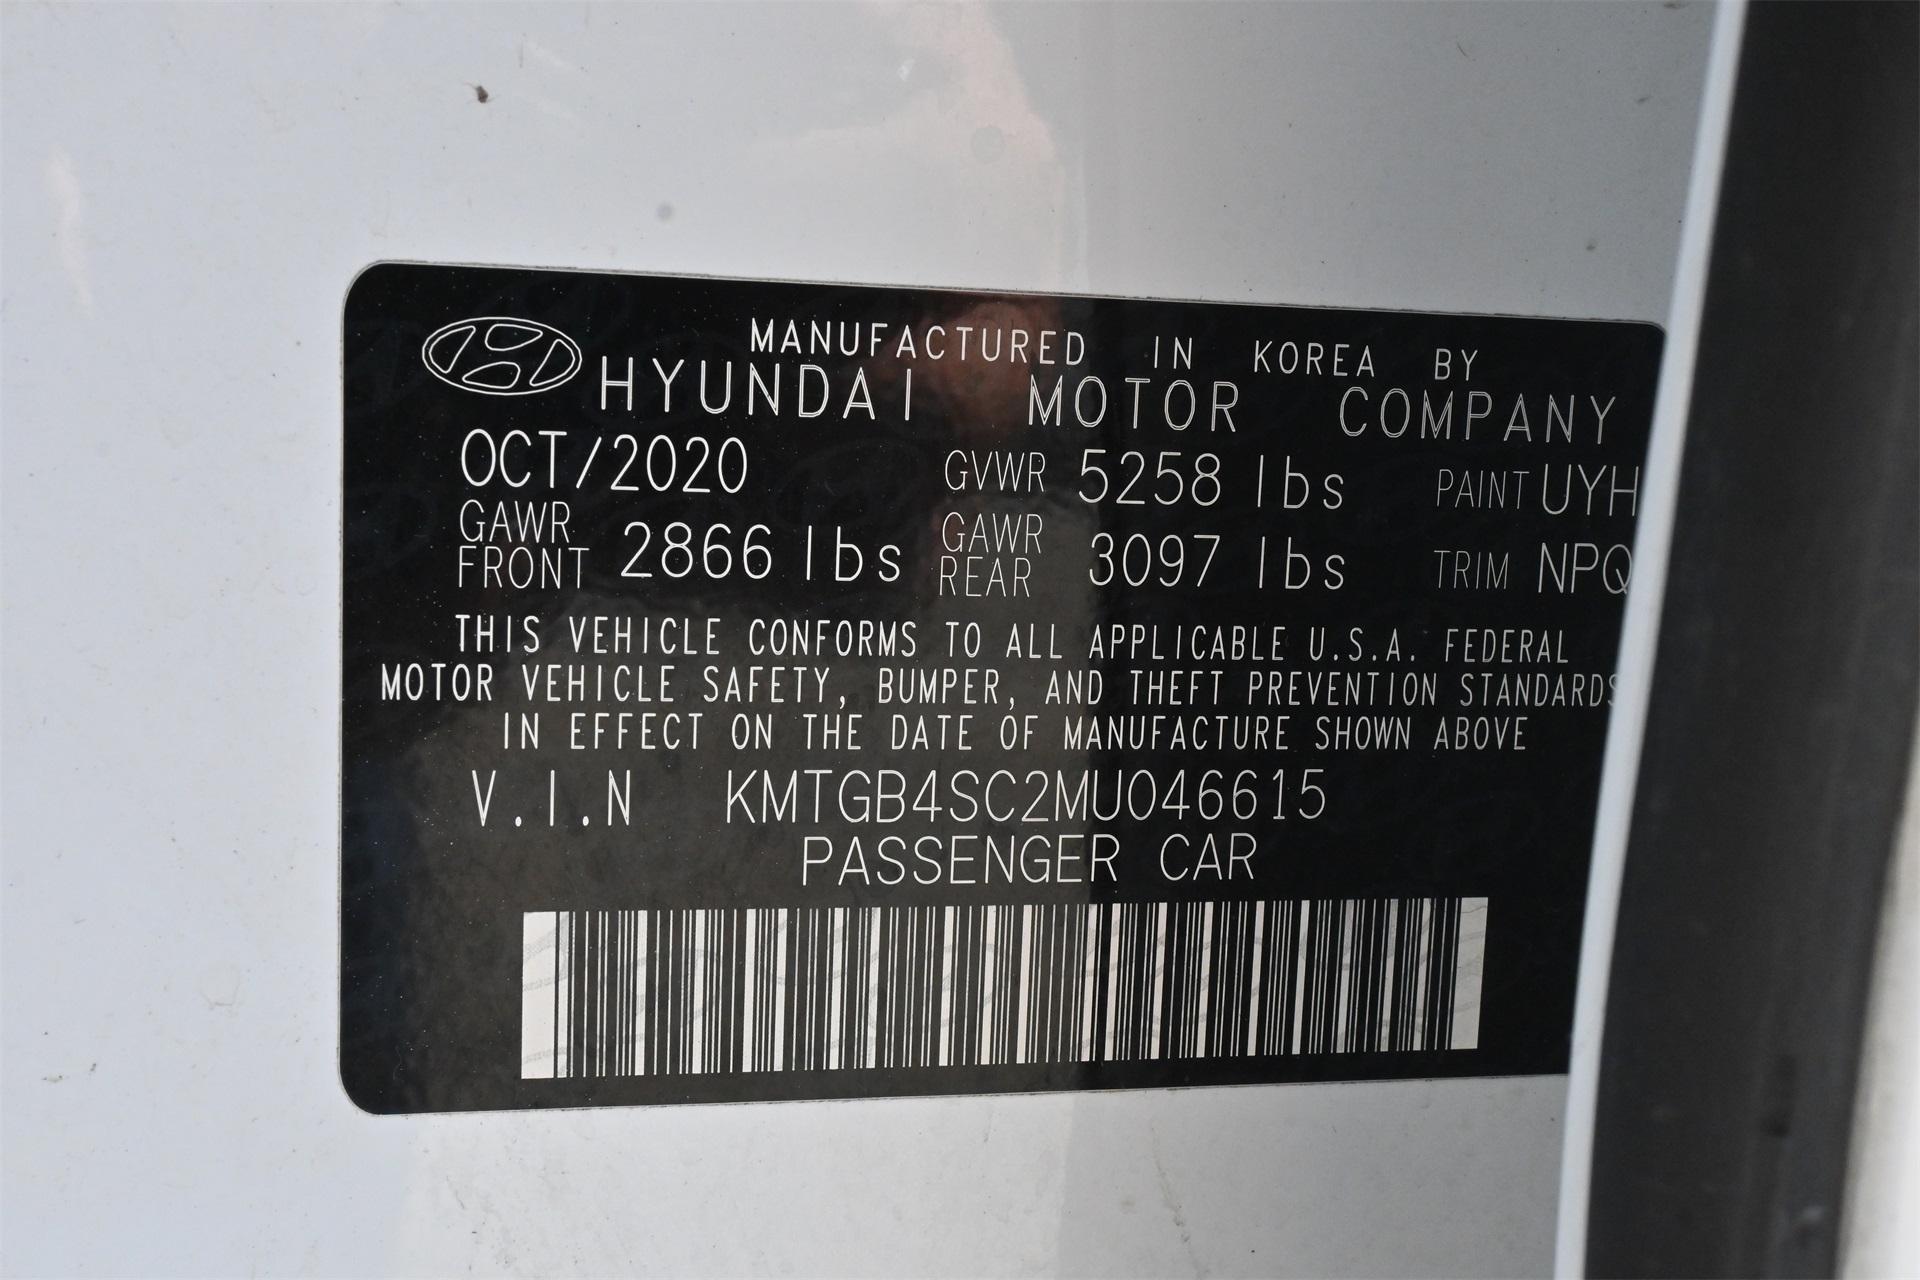 MANUFACTURED IN KOREA BY
HYUNDAI MOTOR COMPANY
OCT/2020 GVWR 5258 lbs PAINT UYH
GAWR FRONT 2866 lbs GAWR REAR 3097 lbs TRIM NPQ
THIS VEHICLE CONFORMS TO ALL APPLICABLE U.S.A. FEDERAL
MOTOR VEHICLE SAFETY, BUMPER, AND THEFT PREVENTION STANDARDS
IN EFFECT ON THE DATE OF MANUFACTURE SHOWN ABOVE
V.I.N KMTGB4SC2MU046615
PASSENGER CAR